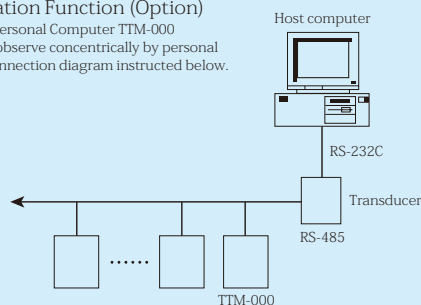 ation Function (Option)
ersonal Computer TTM-000
observe concentrically by personal
nnection diagram instructed below.
Host computer
RS-232C
Transducer
RS-485
......
TTM-000